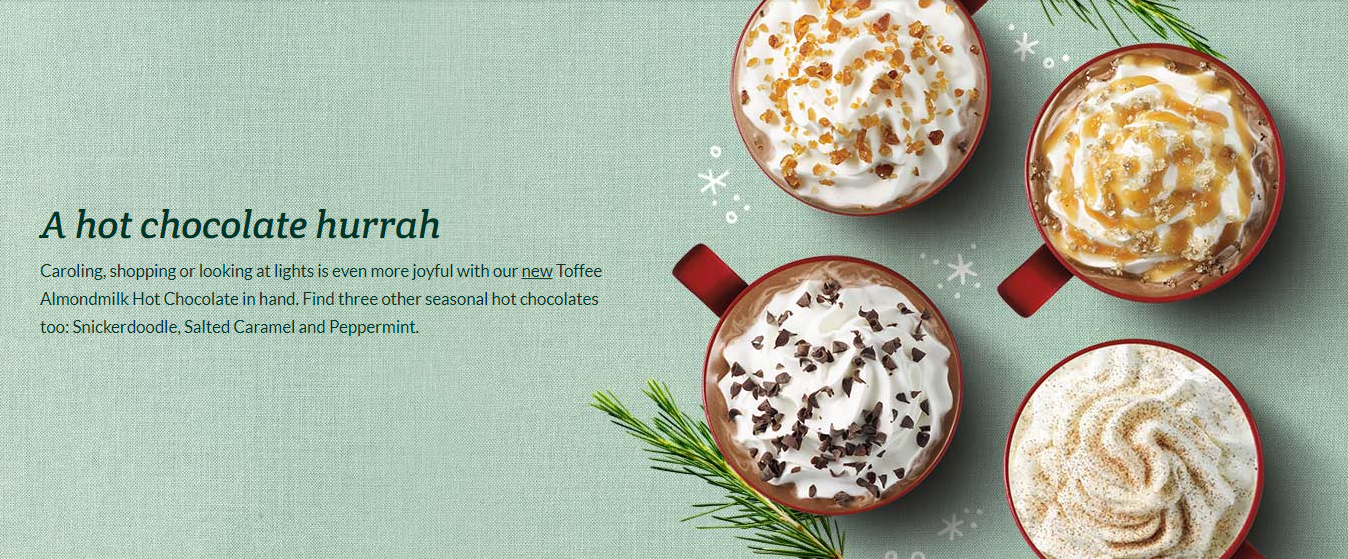 A hot chocolate hurrah
Caroling, shopping or looking at lights is even more joyful with our new Toffee
Almondmilk Hot Chocolate in hand. Find three other seasonal hot chocolates
too: Snickerdoodle, Salted Caramel and Peppermint.